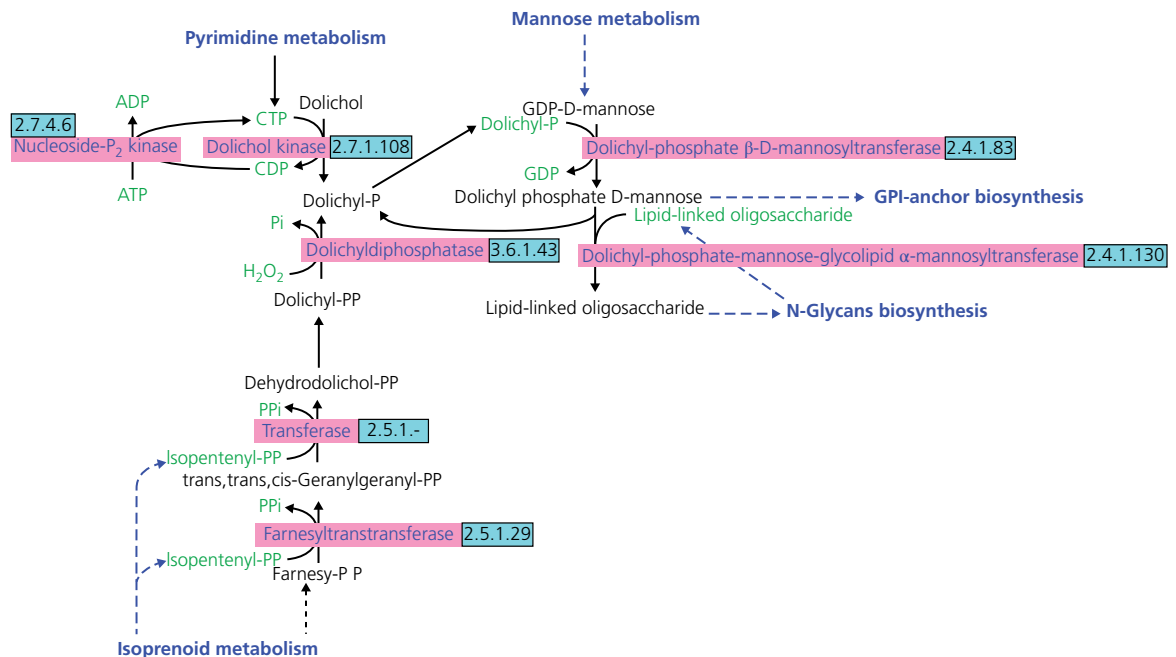 Mannose metabolism
Pyrimidine metabolism
ADP
Dolichol
GDP-D-mannose
CTP
Dolichyl-P
2.7.4.6
Nucleoside-P2 kinase
Dolichol kinase 2.7.1.108
Dolichyl-phosphate β-D-mannosyltransferase 2.4.1.83
CDP
GDP
ATP
Dolichyl-P
Dolichyl phosphate D-mannose
GPI-anchor biosynthesis
Pi
Lipid-linked oligosaccharide
Dolichyldiphosphatase 3.6.1.43
Dolichyl-phosphate-mannose-glycolipid α-mannosyltransferase 2.4.1.130
H2O2
Dolichyl-PP
Lipid-linked oligosaccharide
N-Glycans biosynthesis
Dehydrodolichol-PP
PPi
Transferase 2.5.1.-
Isopentenyl-PP
trans,trans,cis-Geranylgeranyl-PP
PPi
Farnesyltranstransferase 2.5.1.29
Isopentenyl-PP
Farnesy-P P
Isoprenoid metabolism